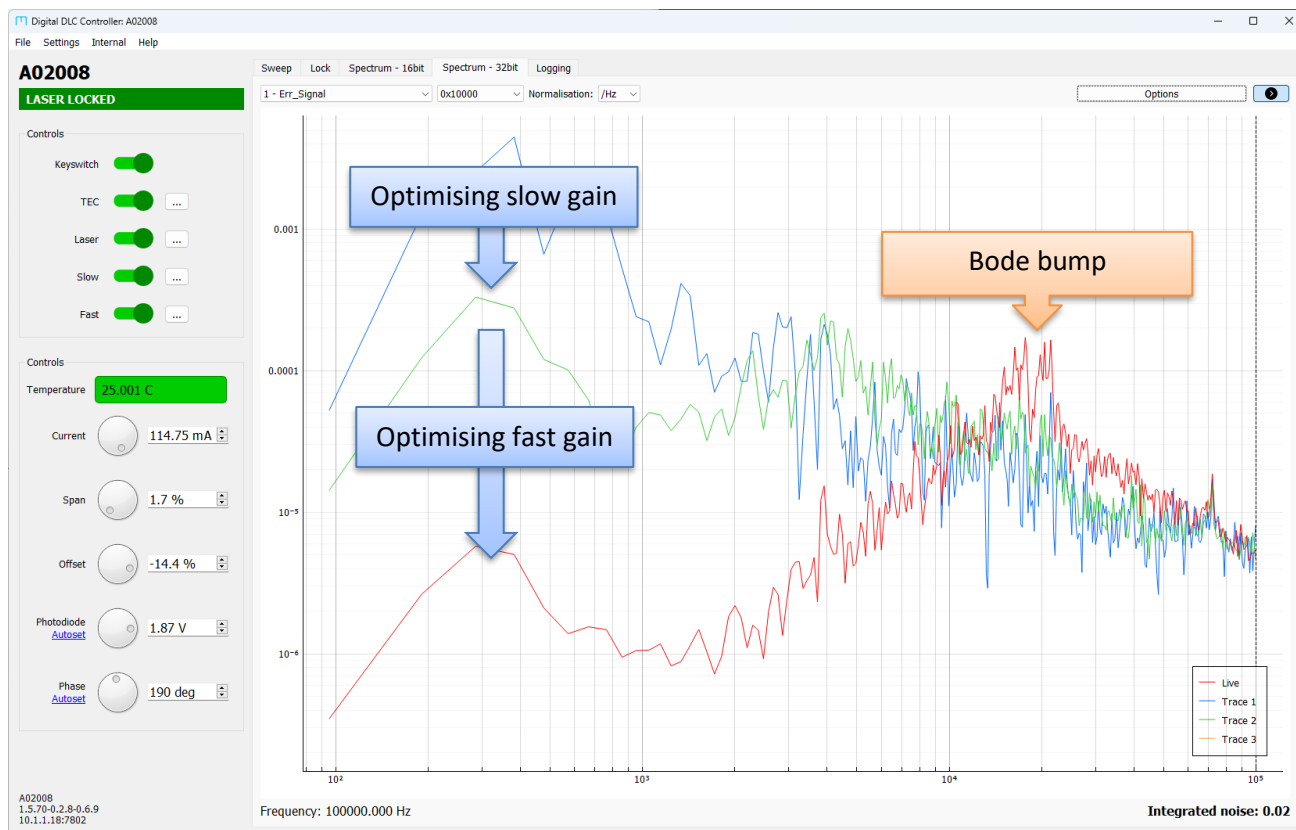 Digital DLC Controller: A02008
File Settings Internal Help
A02008
LASER LOCKED
Controls
Keyswitch
TEC ...
Laser ...
Slow ...
Fast ...
Controls
Temperature 25.001 C
Current 114.75 mA
Span 1.7 %
Offset -14.4 %
Photodiode 1.87 V
Autoset
Phase 190 deg
Autoset
A02008
1.5.70-0.2.8-0.6.9
10.1.1.18:7802
Sweep Lock Spectrum - 16bit Spectrum - 32bit Logging
1 - Err_Signal 0x10000 Normalisation: /Hz Options
Optimising slow gain
0.001
Bode bump
0.0001
Optimising fast gain
10⁻⁵
10⁻⁶
Live
Trace 1
Trace 2
Trace 3
10² 10³ 10⁴ 10⁵
Frequency: 100000.000 Hz Integrated noise: 0.02